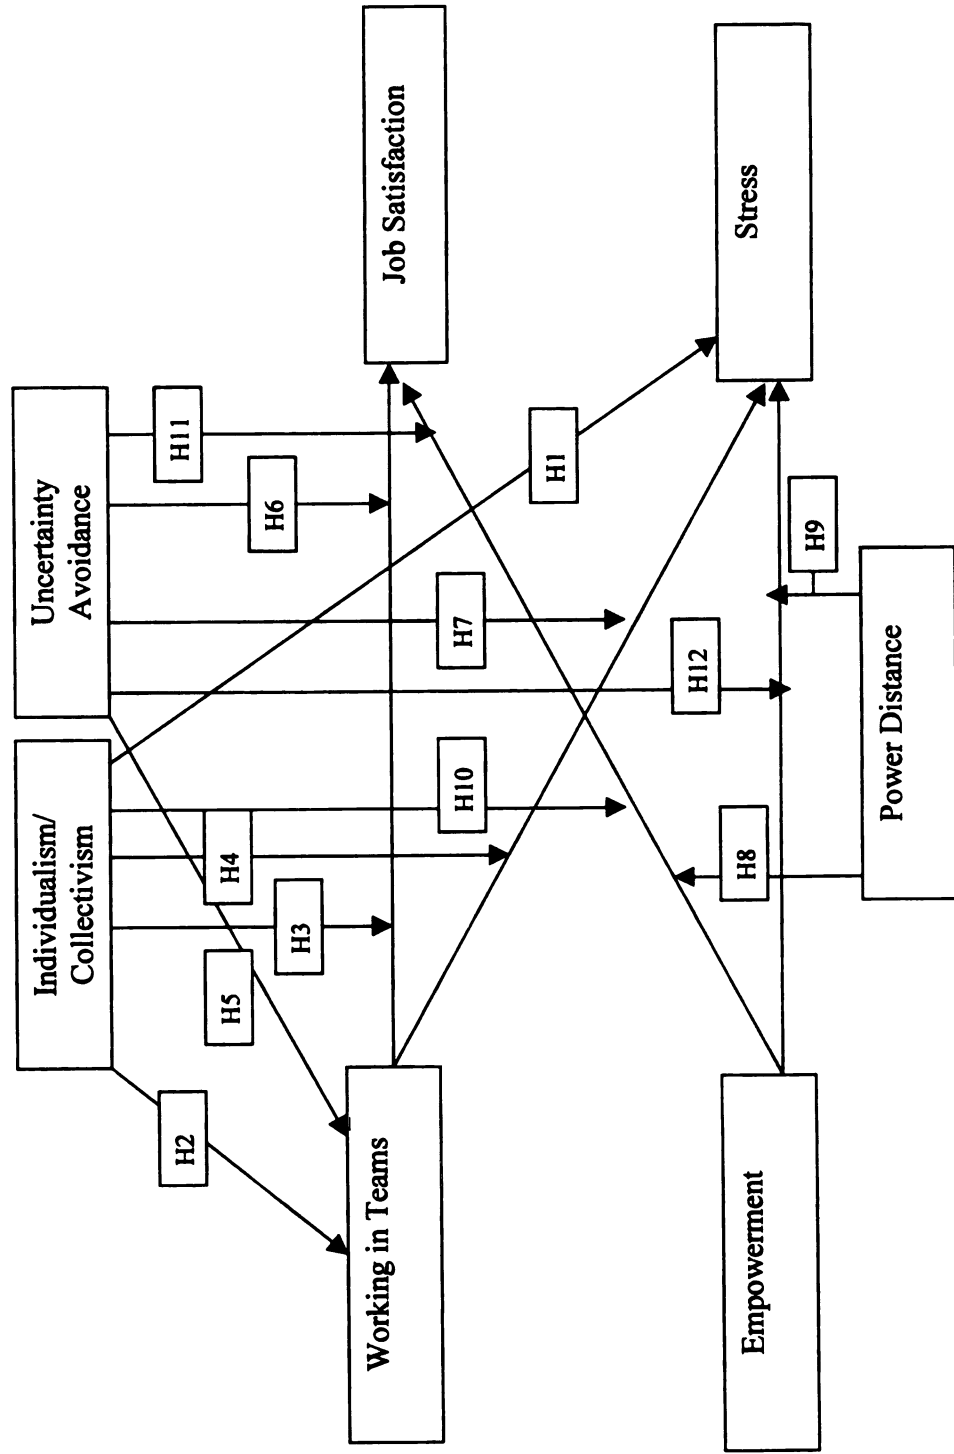 Individualism/
Collectivism
Uncertainty
Avoidance
H2
H5
H4
H11
H3
H6
Working in Teams
Job Satisfaction
H10
H7
H1
H12
Empowerment
Stress
H8
H9
Power Distance